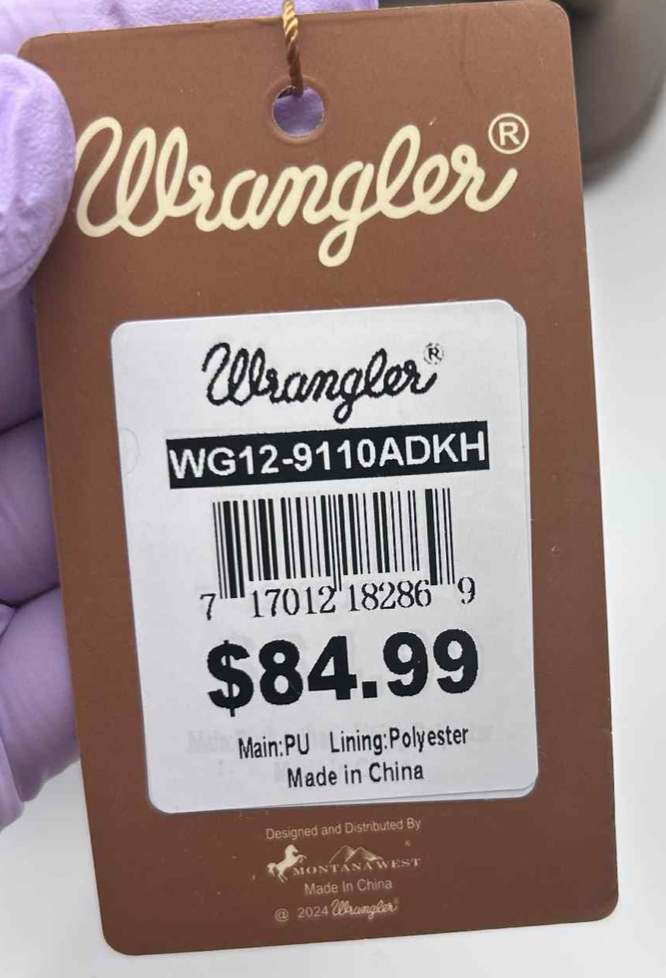 Wrangler®
Wrangler®
WG12-9110ADKH
7 17012 18286 9
$84.99
Main:PU Lining:Polyester
Made in China
Designed and Distributed By
MONTANA WEST
Made In China
@ 2024 Wrangler®